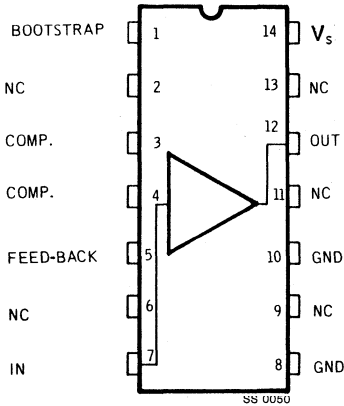 BOOTSTRAP 1 14 Vs
NC 2 13 NC
COMP. 3 12 OUT
COMP. 4 11 NC
FEED-BACK 5 10 GND
NC 6 9 NC
IN 7 8 GND
SS 0050